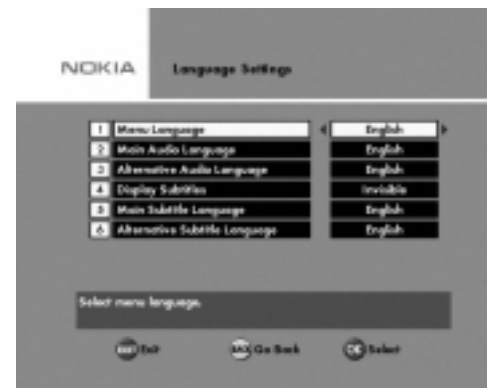 NOKIA
Language Settings
1 Menu Language English
2 Main Audio Language English
3 Alternative Audio Language English
4 Display Subtitles Invisible
5 Main Subtitle Language English
6 Alternative Subtitle Language English
Select menu language.
Exit BACK Go Back OK Select